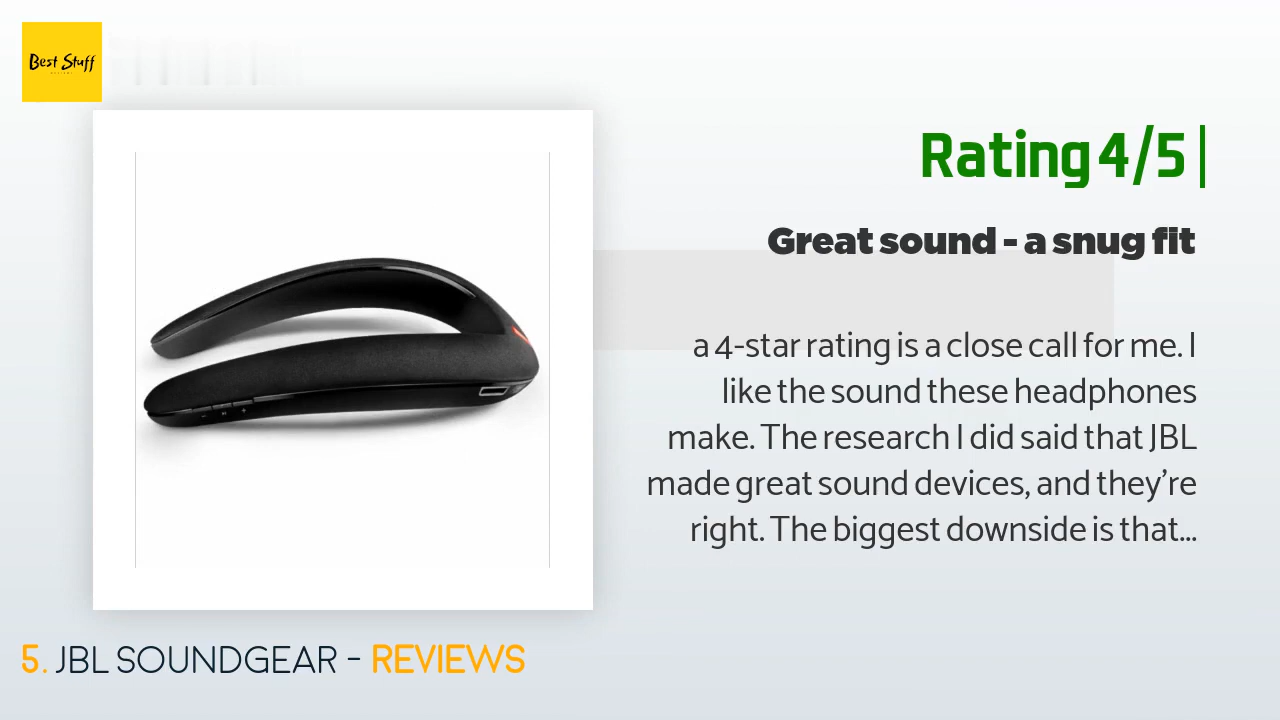 Best Stuff
Rating 4/5
Great sound - a snug fit
a 4-star rating is a close call for me. I
like the sound these headphones
make. The research I did said that JBL
made great sound devices, and they're
right. The biggest downside is that...
5. JBL SOUNDGEAR - REVIEWS